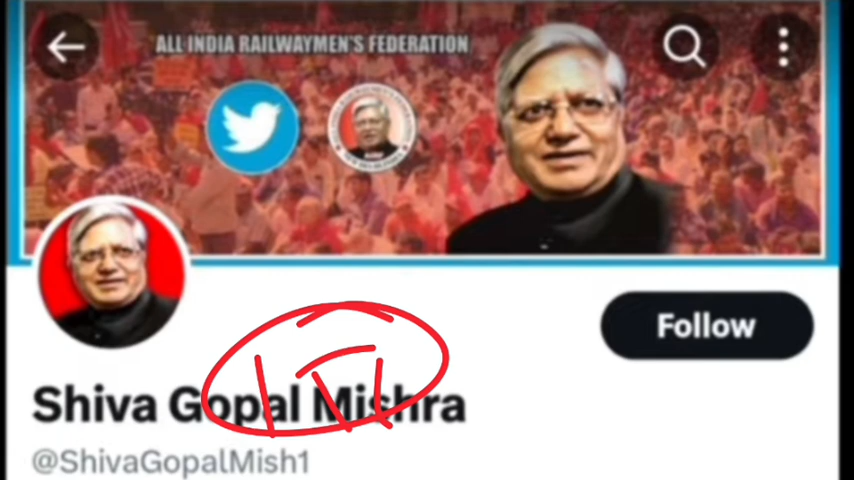 ALL INDIA RAILWAYMEN'S FEDERATION
Follow
Shiva Gopal Mishra
@ShivaGopalMish1